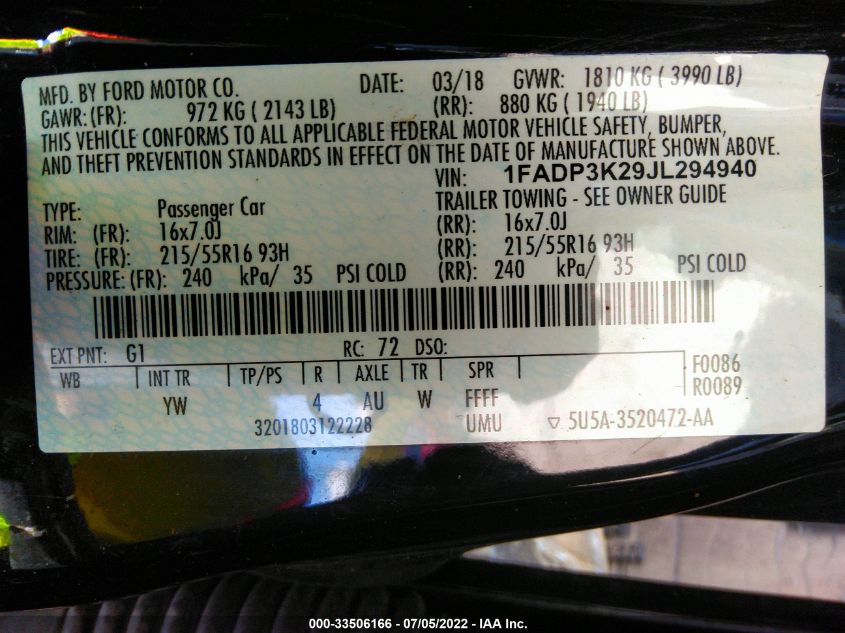 MFD. BY FORD MOTOR CO. DATE: 03/18 GVWR: 1810 KG ( 3990 LB)
GAWR: (FR): 972 KG ( 2143 LB) (RR): 880 KG ( 1940 LB)
THIS VEHICLE CONFORMS TO ALL APPLICABLE FEDERAL MOTOR VEHICLE SAFETY, BUMPER,
AND THEFT PREVENTION STANDARDS IN EFFECT ON THE DATE OF MANUFACTURE SHOWN ABOVE.
VIN: 1FADP3K29JL294940
TRAILER TOWING - SEE OWNER GUIDE
TYPE: Passenger Car
RIM: (FR): 16x7.0J (RR): 16x7.0J
TIRE: (FR): 215/55R16 93H (RR): 215/55R16 93H
PRESSURE: (FR): 240 kPa/ 35 PSI COLD (RR): 240 kPa/ 35 PSI COLD
EXT PNT: G1 RC: 72 DSO:
WB INT TR TP/PS R AXLE TR SPR F0086
R0089
YW 4 AU W FFFF
3201803122228 UMU ▽ 5U5A-3520472-AA
000-33506166 - 07/05/2022 - IAA Inc.